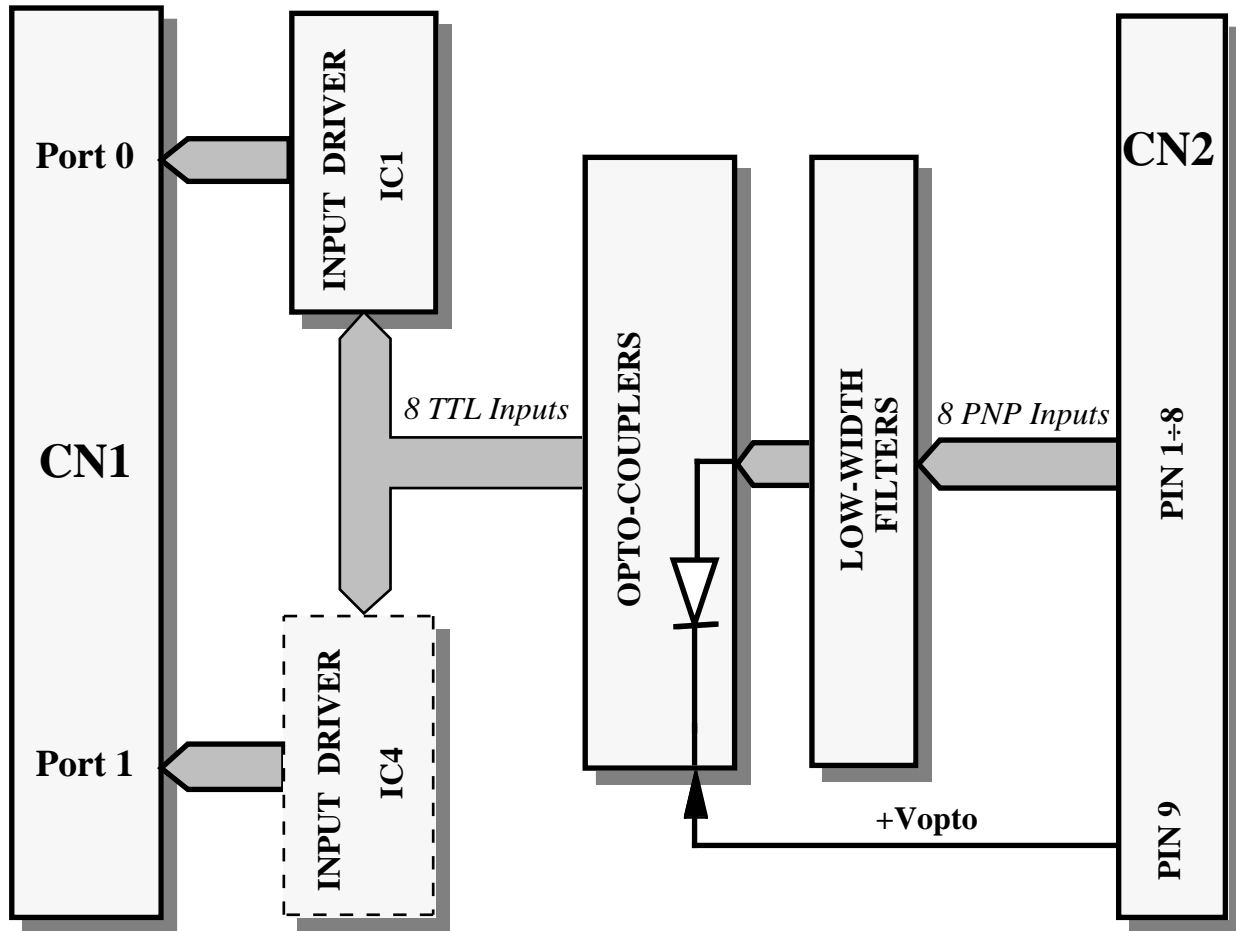 Port 0
CN1
Port 1
INPUT DRIVER
IC1
8 TTL Inputs
INPUT DRIVER
IC4
OPTO-COUPLERS
LOW-WIDTH
FILTERS
8 PNP Inputs
+Vopto
CN2
PIN 1÷8
PIN 9